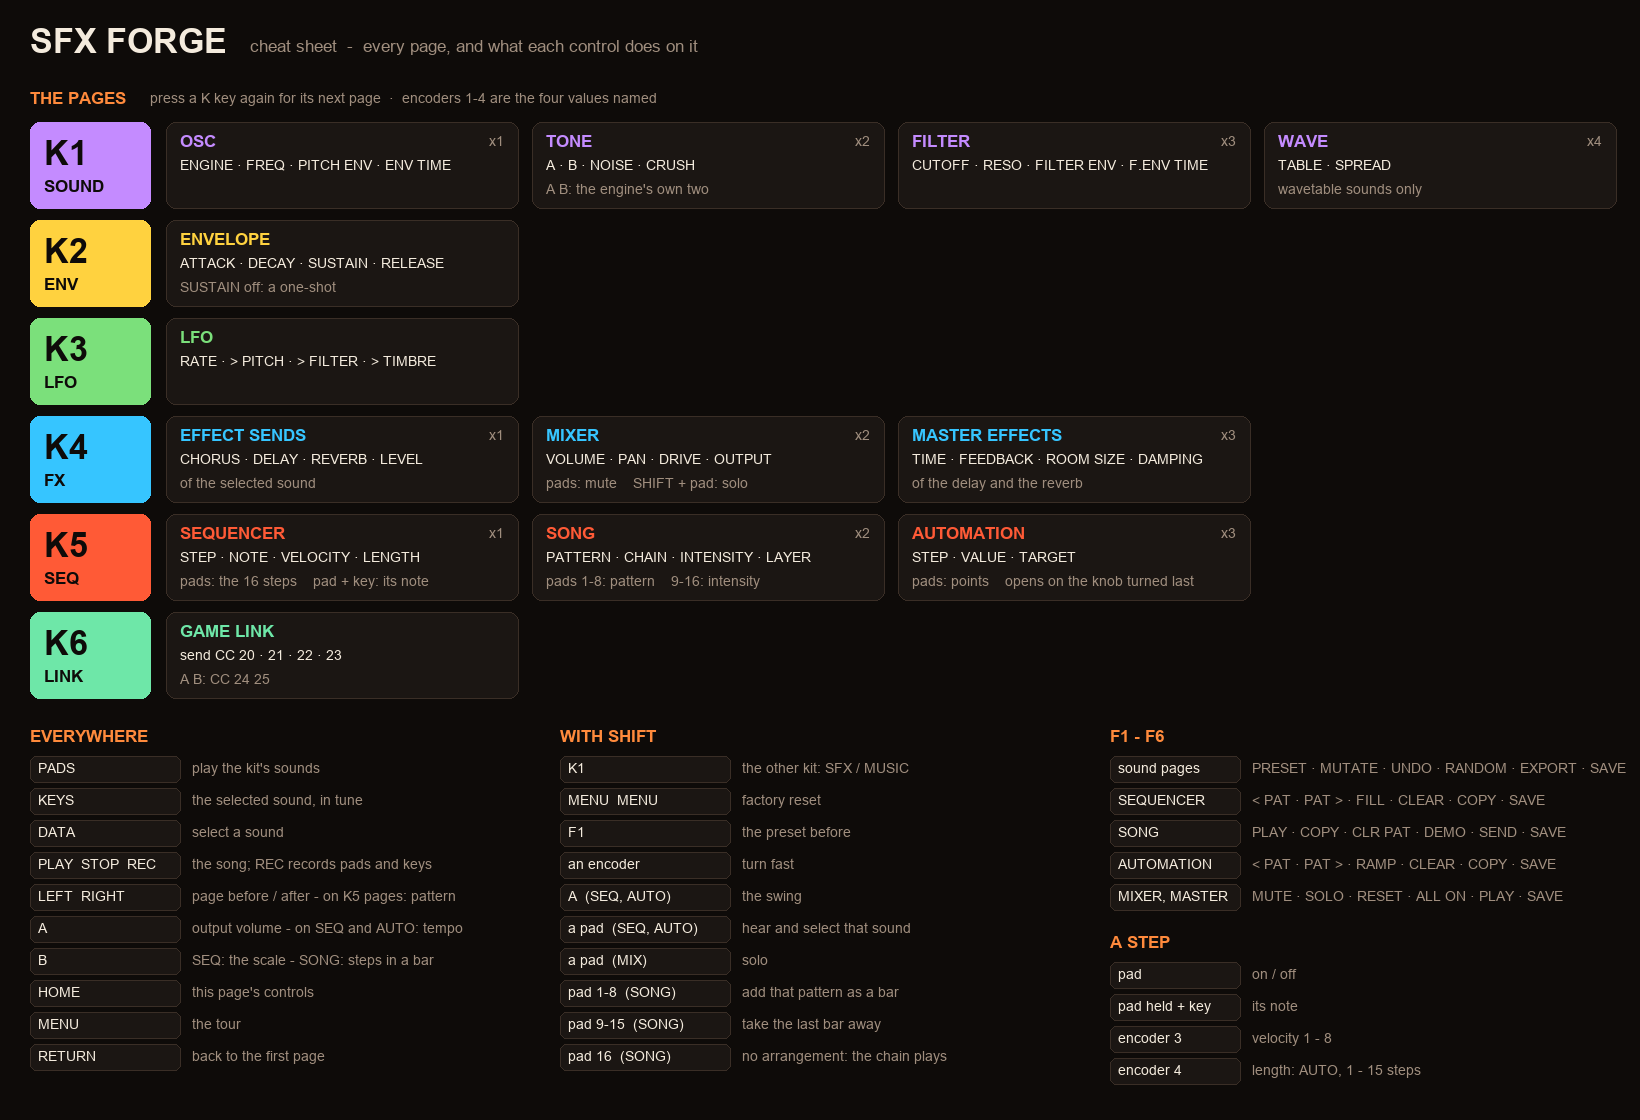 SFX FORGE cheat sheet - every page, and what each control does on it
THE PAGES press a K key again for its next page · encoders 1-4 are the four values named
K1
SOUND
OSC x1
ENGINE · FREQ · PITCH ENV · ENV TIME
TONE x2
A · B · NOISE · CRUSH
A B: the engine's own two
FILTER x3
CUTOFF · RESO · FILTER ENV · F.ENV TIME
WAVE x4
TABLE · SPREAD
wavetable sounds only
K2
ENV
ENVELOPE
ATTACK · DECAY · SUSTAIN · RELEASE
SUSTAIN off: a one-shot
K3
LFO
LFO
RATE · > PITCH · > FILTER · > TIMBRE
K4
FX
EFFECT SENDS x1
CHORUS · DELAY · REVERB · LEVEL
of the selected sound
MIXER x2
VOLUME · PAN · DRIVE · OUTPUT
pads: mute SHIFT + pad: solo
MASTER EFFECTS x3
TIME · FEEDBACK · ROOM SIZE · DAMPING
of the delay and the reverb
K5
SEQ
SEQUENCER x1
STEP · NOTE · VELOCITY · LENGTH
pads: the 16 steps pad + key: its note
SONG x2
PATTERN · CHAIN · INTENSITY · LAYER
pads 1-8: pattern 9-16: intensity
AUTOMATION x3
STEP · VALUE · TARGET
pads: points opens on the knob turned last
K6
LINK
GAME LINK
send CC 20 · 21 · 22 · 23
A B: CC 24 25
EVERYWHERE
PADS play the kit's sounds
KEYS the selected sound, in tune
DATA select a sound
PLAY STOP REC the song; REC records pads and keys
LEFT RIGHT page before / after - on K5 pages: pattern
A output volume - on SEQ and AUTO: tempo
B SEQ: the scale - SONG: steps in a bar
HOME this page's controls
MENU the tour
RETURN back to the first page
WITH SHIFT
K1 the other kit: SFX / MUSIC
MENU MENU factory reset
F1 the preset before
an encoder turn fast
A (SEQ, AUTO) the swing
a pad (SEQ, AUTO) hear and select that sound
a pad (MIX) solo
pad 1-8 (SONG) add that pattern as a bar
pad 9-15 (SONG) take the last bar away
pad 16 (SONG) no arrangement: the chain plays
F1 - F6
sound pages PRESET · MUTATE · UNDO · RANDOM · EXPORT · SAVE
SEQUENCER < PAT · PAT > · FILL · CLEAR · COPY · SAVE
SONG PLAY · COPY · CLR PAT · DEMO · SEND · SAVE
AUTOMATION < PAT · PAT > · RAMP · CLEAR · COPY · SAVE
MIXER, MASTER MUTE · SOLO · RESET · ALL ON · PLAY · SAVE
A STEP
pad on / off
pad held + key its note
encoder 3 velocity 1 - 8
encoder 4 length: AUTO, 1 - 15 steps